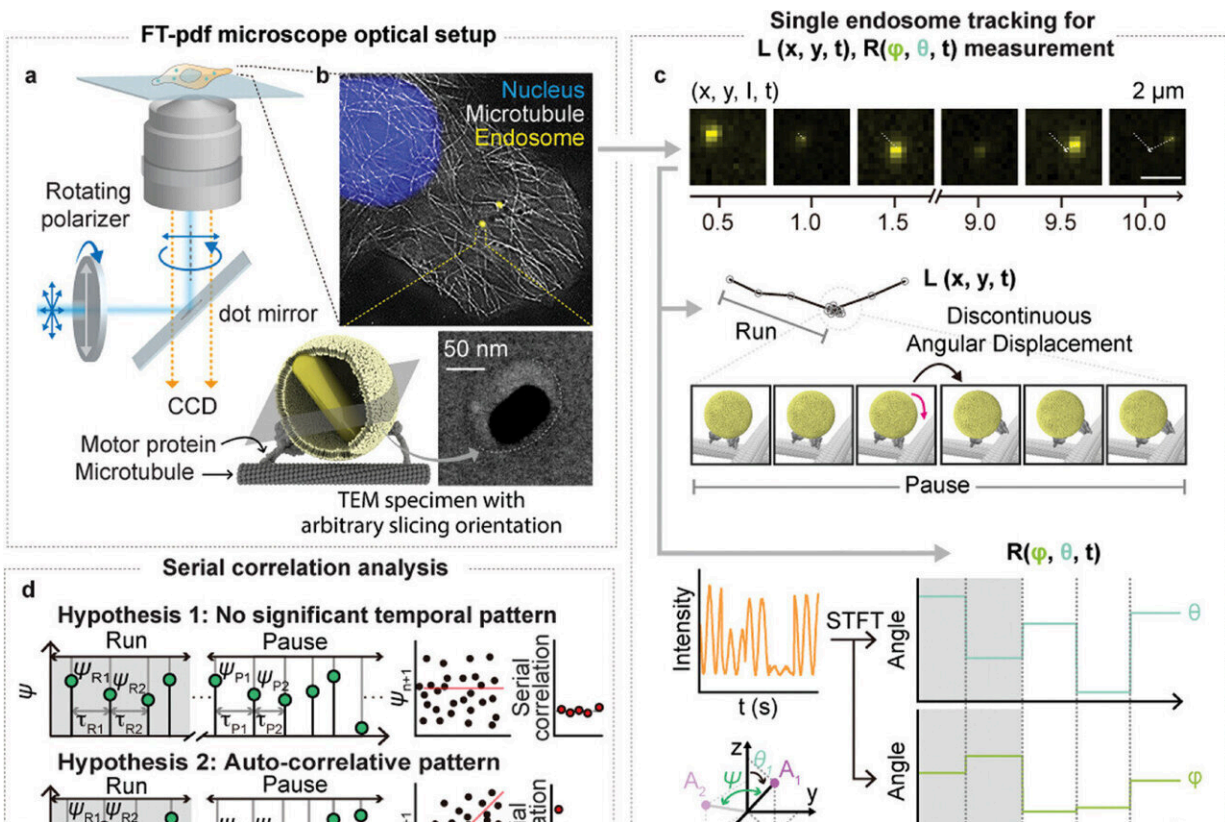 FT-pdf microscope optical setup
a
b
Nucleus
Microtubule
Endosome
Rotating
polarizer
dot mirror
CCD
50 nm
Motor protein
Microtubule
TEM specimen with
arbitrary slicing orientation
Single endosome tracking for
L (x, y, t), R(φ, θ, t) measurement
c
(x, y, I, t)
2 μm
0.5 1.0 1.5 9.0 9.5 10.0
L (x, y, t)
Run
Discontinuous
Angular Displacement
Pause
R(φ, θ, t)
Intensity
t (s)
STFT
Angle
θ
Angle
φ
z
θ1
A1
A2
ψ
y
Serial correlation analysis
d
Hypothesis 1: No significant temporal pattern
Run Pause
ψ
ψR1 ψR2 ψP1 ψP2
τR1 τR2 τP1 τP2
ψn+1
Serial
correlation
Hypothesis 2: Auto-correlative pattern
Run Pause
ψR1 ψR2
Serial